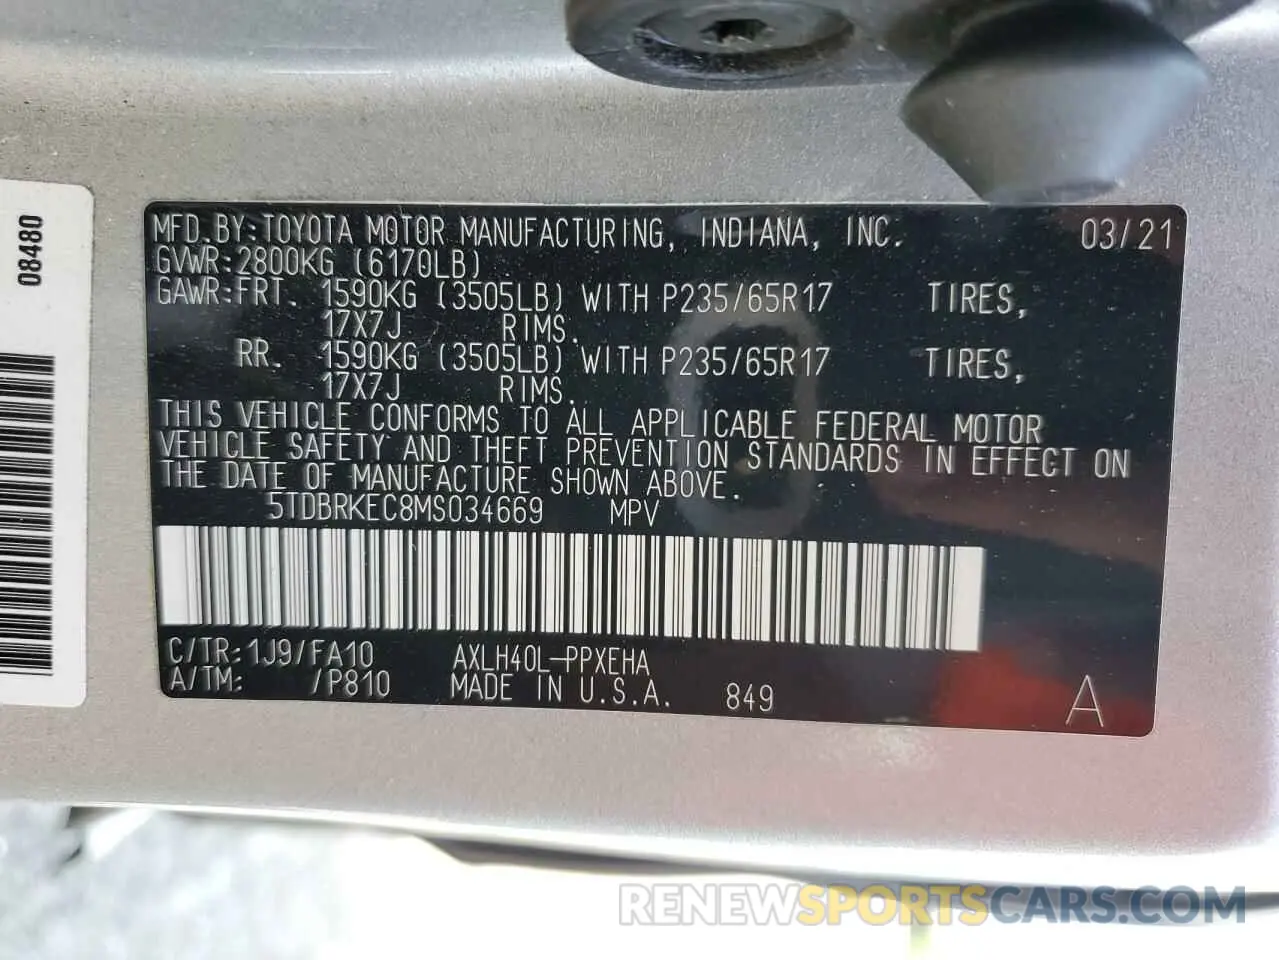 08480
MFD.BY:TOYOTA MOTOR MANUFACTURING, INDIANA, INC. 03/21
GVWR:2800KG (6170LB)
GAWR:FRT. 1590KG (3505LB) WITH P235/65R17 TIRES,
17X7J RIMS.
RR. 1590KG (3505LB) WITH P235/65R17 TIRES,
17X7J RIMS.
THIS VEHICLE CONFORMS TO ALL APPLICABLE FEDERAL MOTOR
VEHICLE SAFETY AND THEFT PREVENTION STANDARDS IN EFFECT ON
THE DATE OF MANUFACTURE SHOWN ABOVE.
5TDBRKEC8MS034669 MPV
C/TR:1J9/FA10 AXLH40L-PPXEHA
A/TM: /P810 MADE IN U.S.A. 849 A
RENEWSPORTSCARS.COM